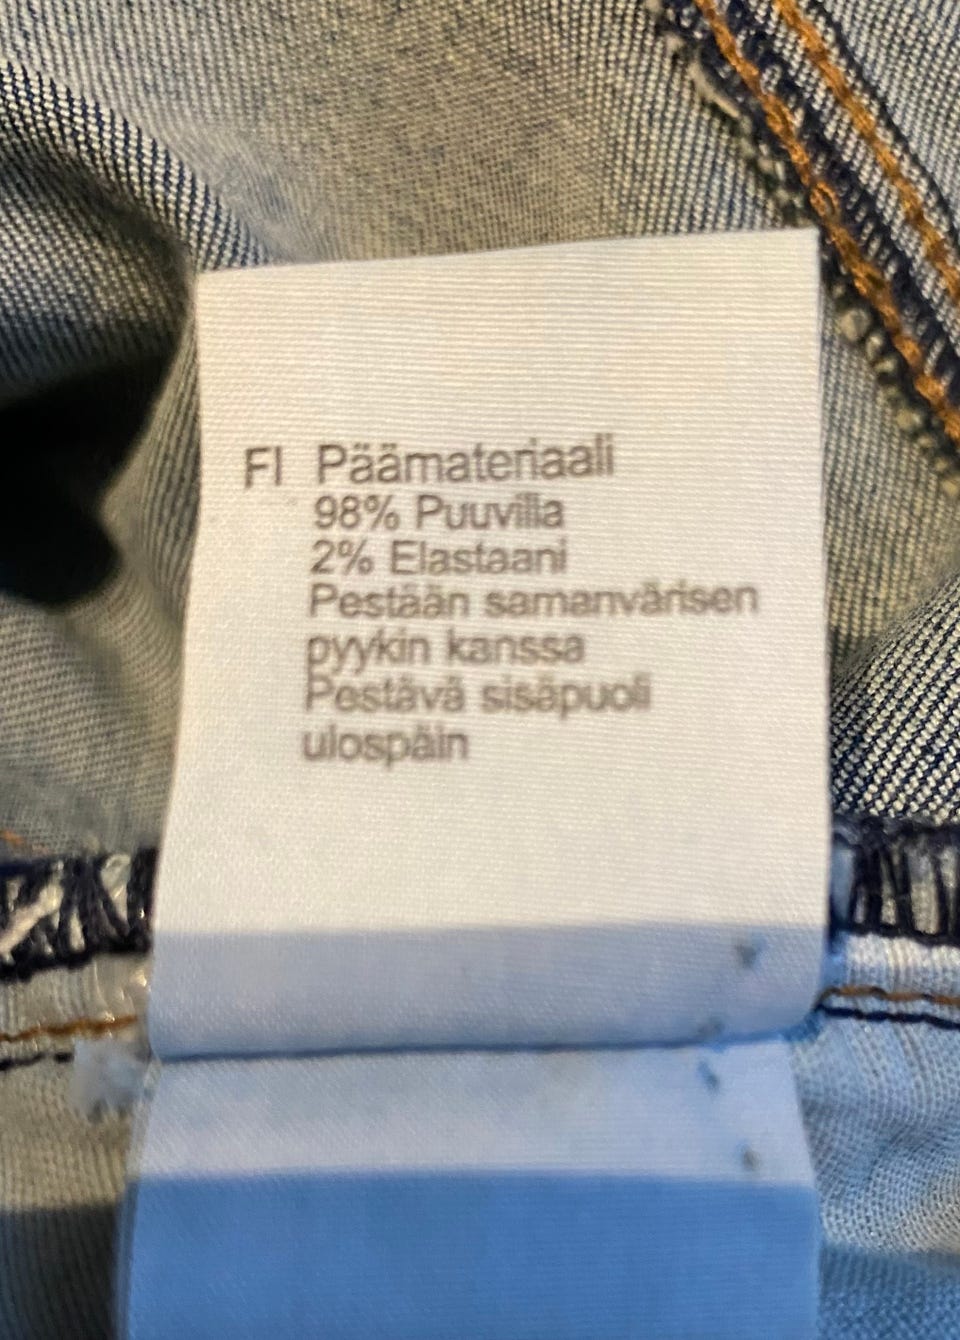 FI Päämateriaali
98% Puuvilla
2% Elastaani
Pestään samanvärisen
pyykin kanssa
Pestävä sisäpuoli
ulospäin